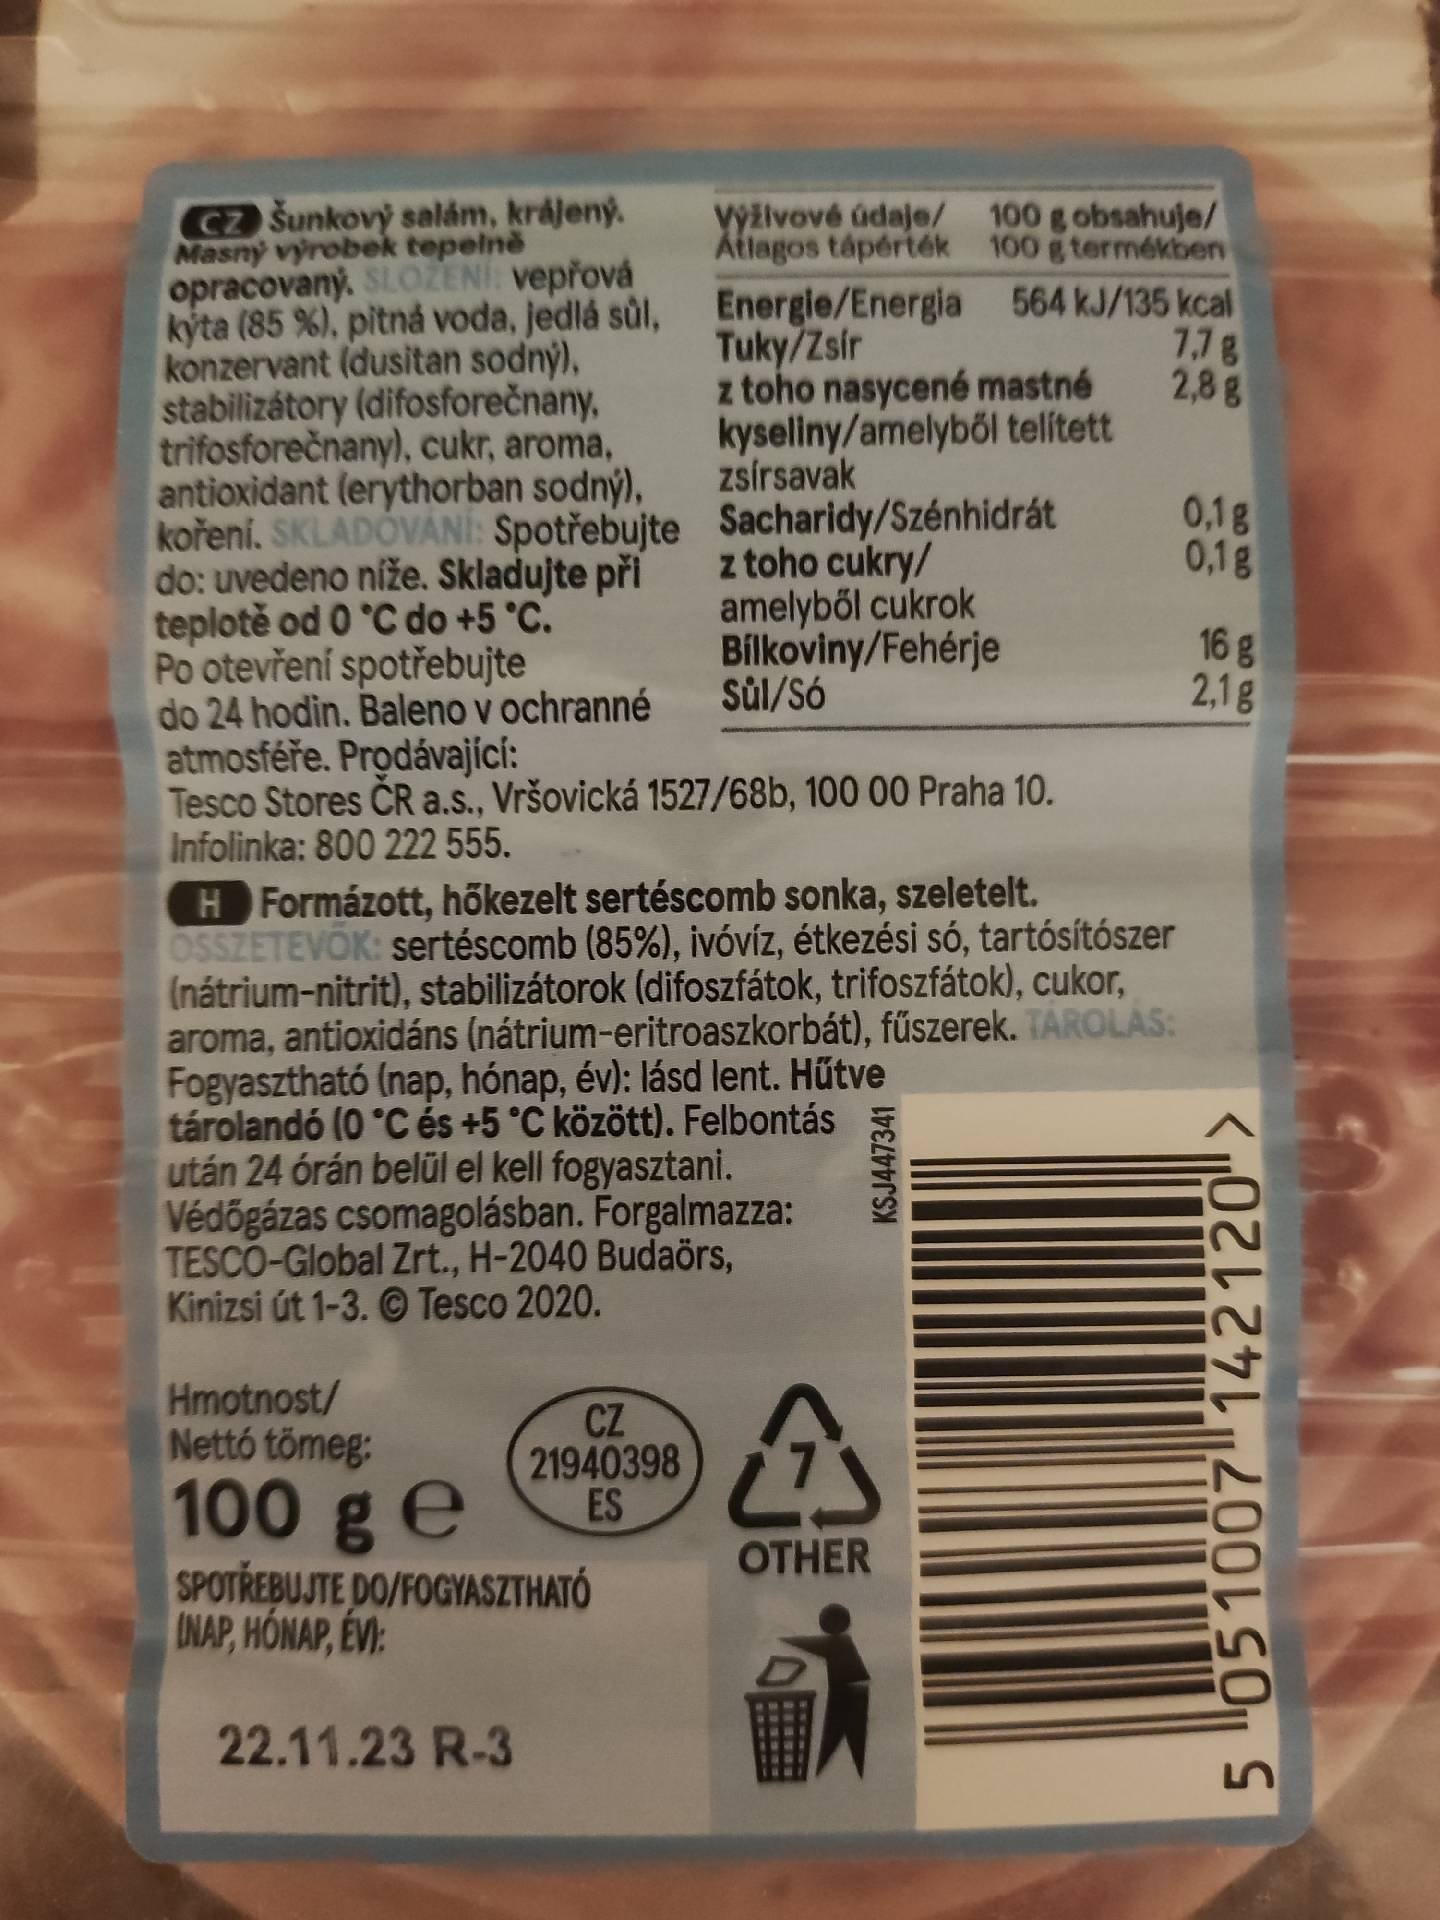 CZ Šunkový salám, krájený.
Masný výrobek tepelně
opracovaný. SLOŽENÍ: vepřová
kýta (85 %), pitná voda, jedlá sůl,
konzervant (dusitan sodný),
stabilizátory (difosforečnany,
trifosforečnany), cukr, aroma,
antioxidant (erythorban sodný),
koření. SKLADOVÁNÍ: Spotřebujte
do: uvedeno níže. Skladujte při
teplotě od 0 °C do +5 °C.
Po otevření spotřebujte
do 24 hodin. Baleno v ochranné
atmosféře. Prodávající:
Tesco Stores ČR a.s., Vršovická 1527/68b, 100 00 Praha 10.
Infolinka: 800 222 555.
Výživové údaje/ 100 g obsahuje/
Átlagos tápérték 100 g termékben
Energie/Energia 564 kJ/135 kcal
Tuky/Zsír 7,7 g
z toho nasycené mastné 2,8 g
kyseliny/amelyből telített
zsírsavak
Sacharidy/Szénhidrát 0,1 g
z toho cukry/ 0,1 g
amelyből cukrok
Bílkoviny/Fehérje 16 g
Sůl/Só 2,1 g
H Formázott, hőkezelt sertéscomb sonka, szeletelt.
ÖSSZETEVŐK: sertéscomb (85%), ivóvíz, étkezési só, tartósítószer
(nátrium-nitrit), stabilizátorok (difoszfátok, trifoszfátok), cukor,
aroma, antioxidáns (nátrium-eritroaszkorbát), fűszerek. TÁROLÁS:
Fogyasztható (nap, hónap, év): lásd lent. Hűtve
tárolandó (0 °C és +5 °C között). Felbontás
után 24 órán belül el kell fogyasztani.
Védőgázas csomagolásban. Forgalmazza:
TESCO-Global Zrt., H-2040 Budaörs,
Kinizsi út 1-3. © Tesco 2020.
KSJ447341
5 051007 142120 >
Hmotnost/
Nettó tömeg:
100 g e
CZ
21940398
ES
7
OTHER
SPOTŘEBUJTE DO/FOGYASZTHATÓ
(NAP, HÓNAP, ÉV):
22.11.23 R-3